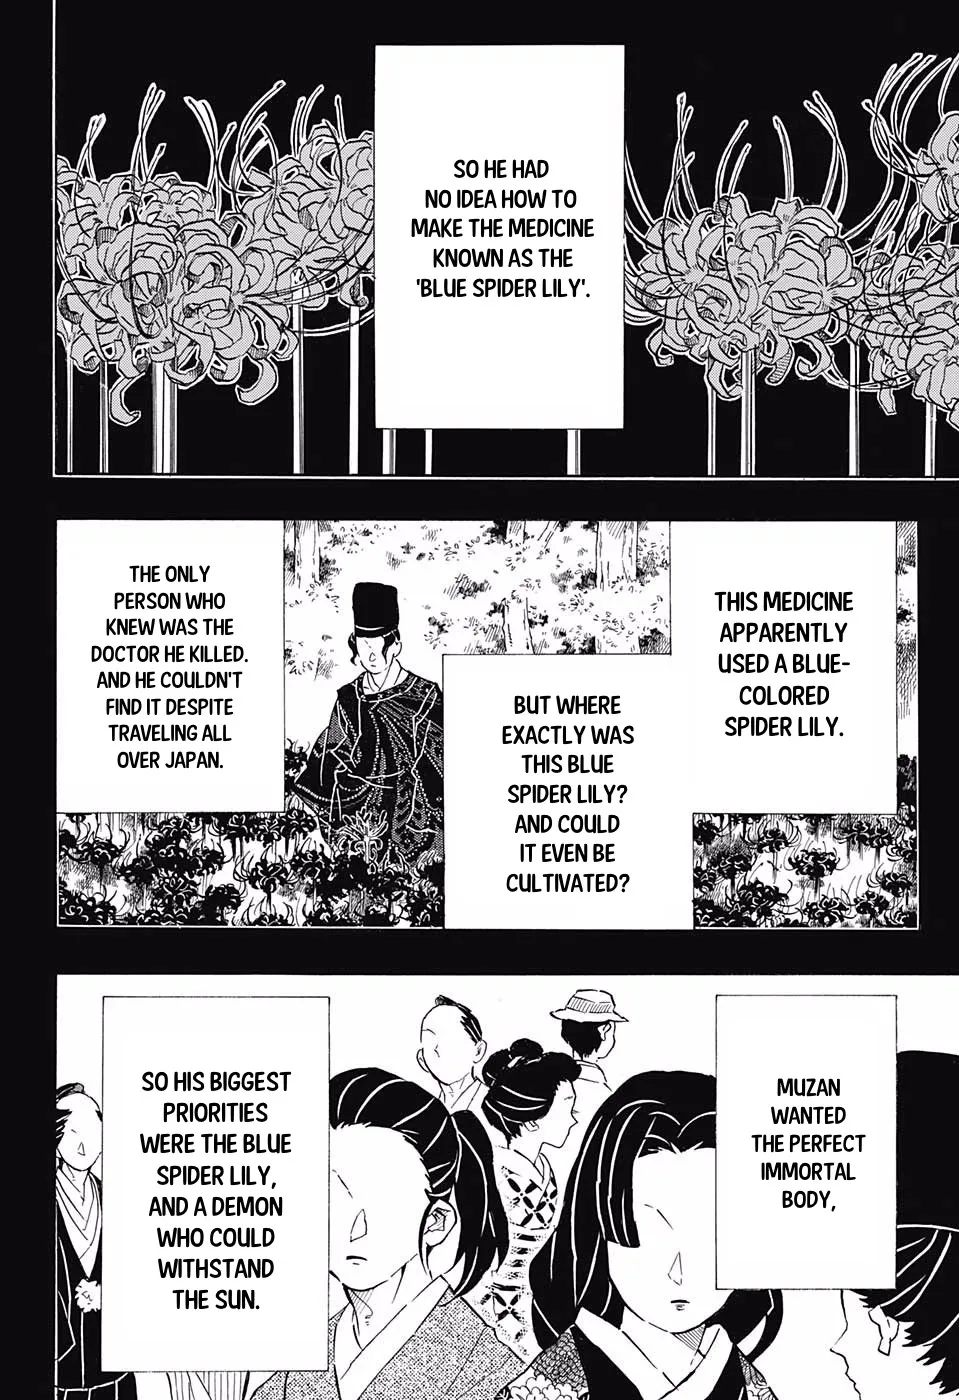 SO HE HAD
NO IDEA HOW TO
MAKE THE MEDICINE
KNOWN AS THE
'BLUE SPIDER LILY'.
THIS MEDICINE
APPARENTLY
USED A BLUE-
COLORED
SPIDER LILY.
BUT WHERE
EXACTLY WAS
THIS BLUE
SPIDER LILY?
AND COULD
IT EVEN BE
CULTIVATED?
THE ONLY
PERSON WHO
KNEW WAS THE
DOCTOR HE KILLED.
AND HE COULDN'T
FIND IT DESPITE
TRAVELING ALL
OVER JAPAN.
MUZAN
WANTED
THE PERFECT
IMMORTAL
BODY,
SO HIS BIGGEST
PRIORITIES
WERE THE BLUE
SPIDER LILY,
AND A DEMON
WHO COULD
WITHSTAND
THE SUN.